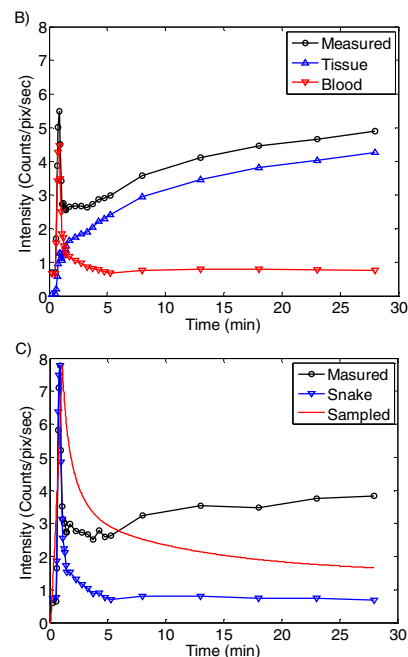 B)
8
7
6
5
4
3
2
1
0
Intensity (Counts/pix/sec)
Measured
Tissue
Blood
0 5 10 15 20 25 30
Time (min)
C)
8
7
6
5
4
3
2
1
0
Intensity (Counts/pix/sec)
Masured
Snake
Sampled
0 5 10 15 20 25 30
Time (min)